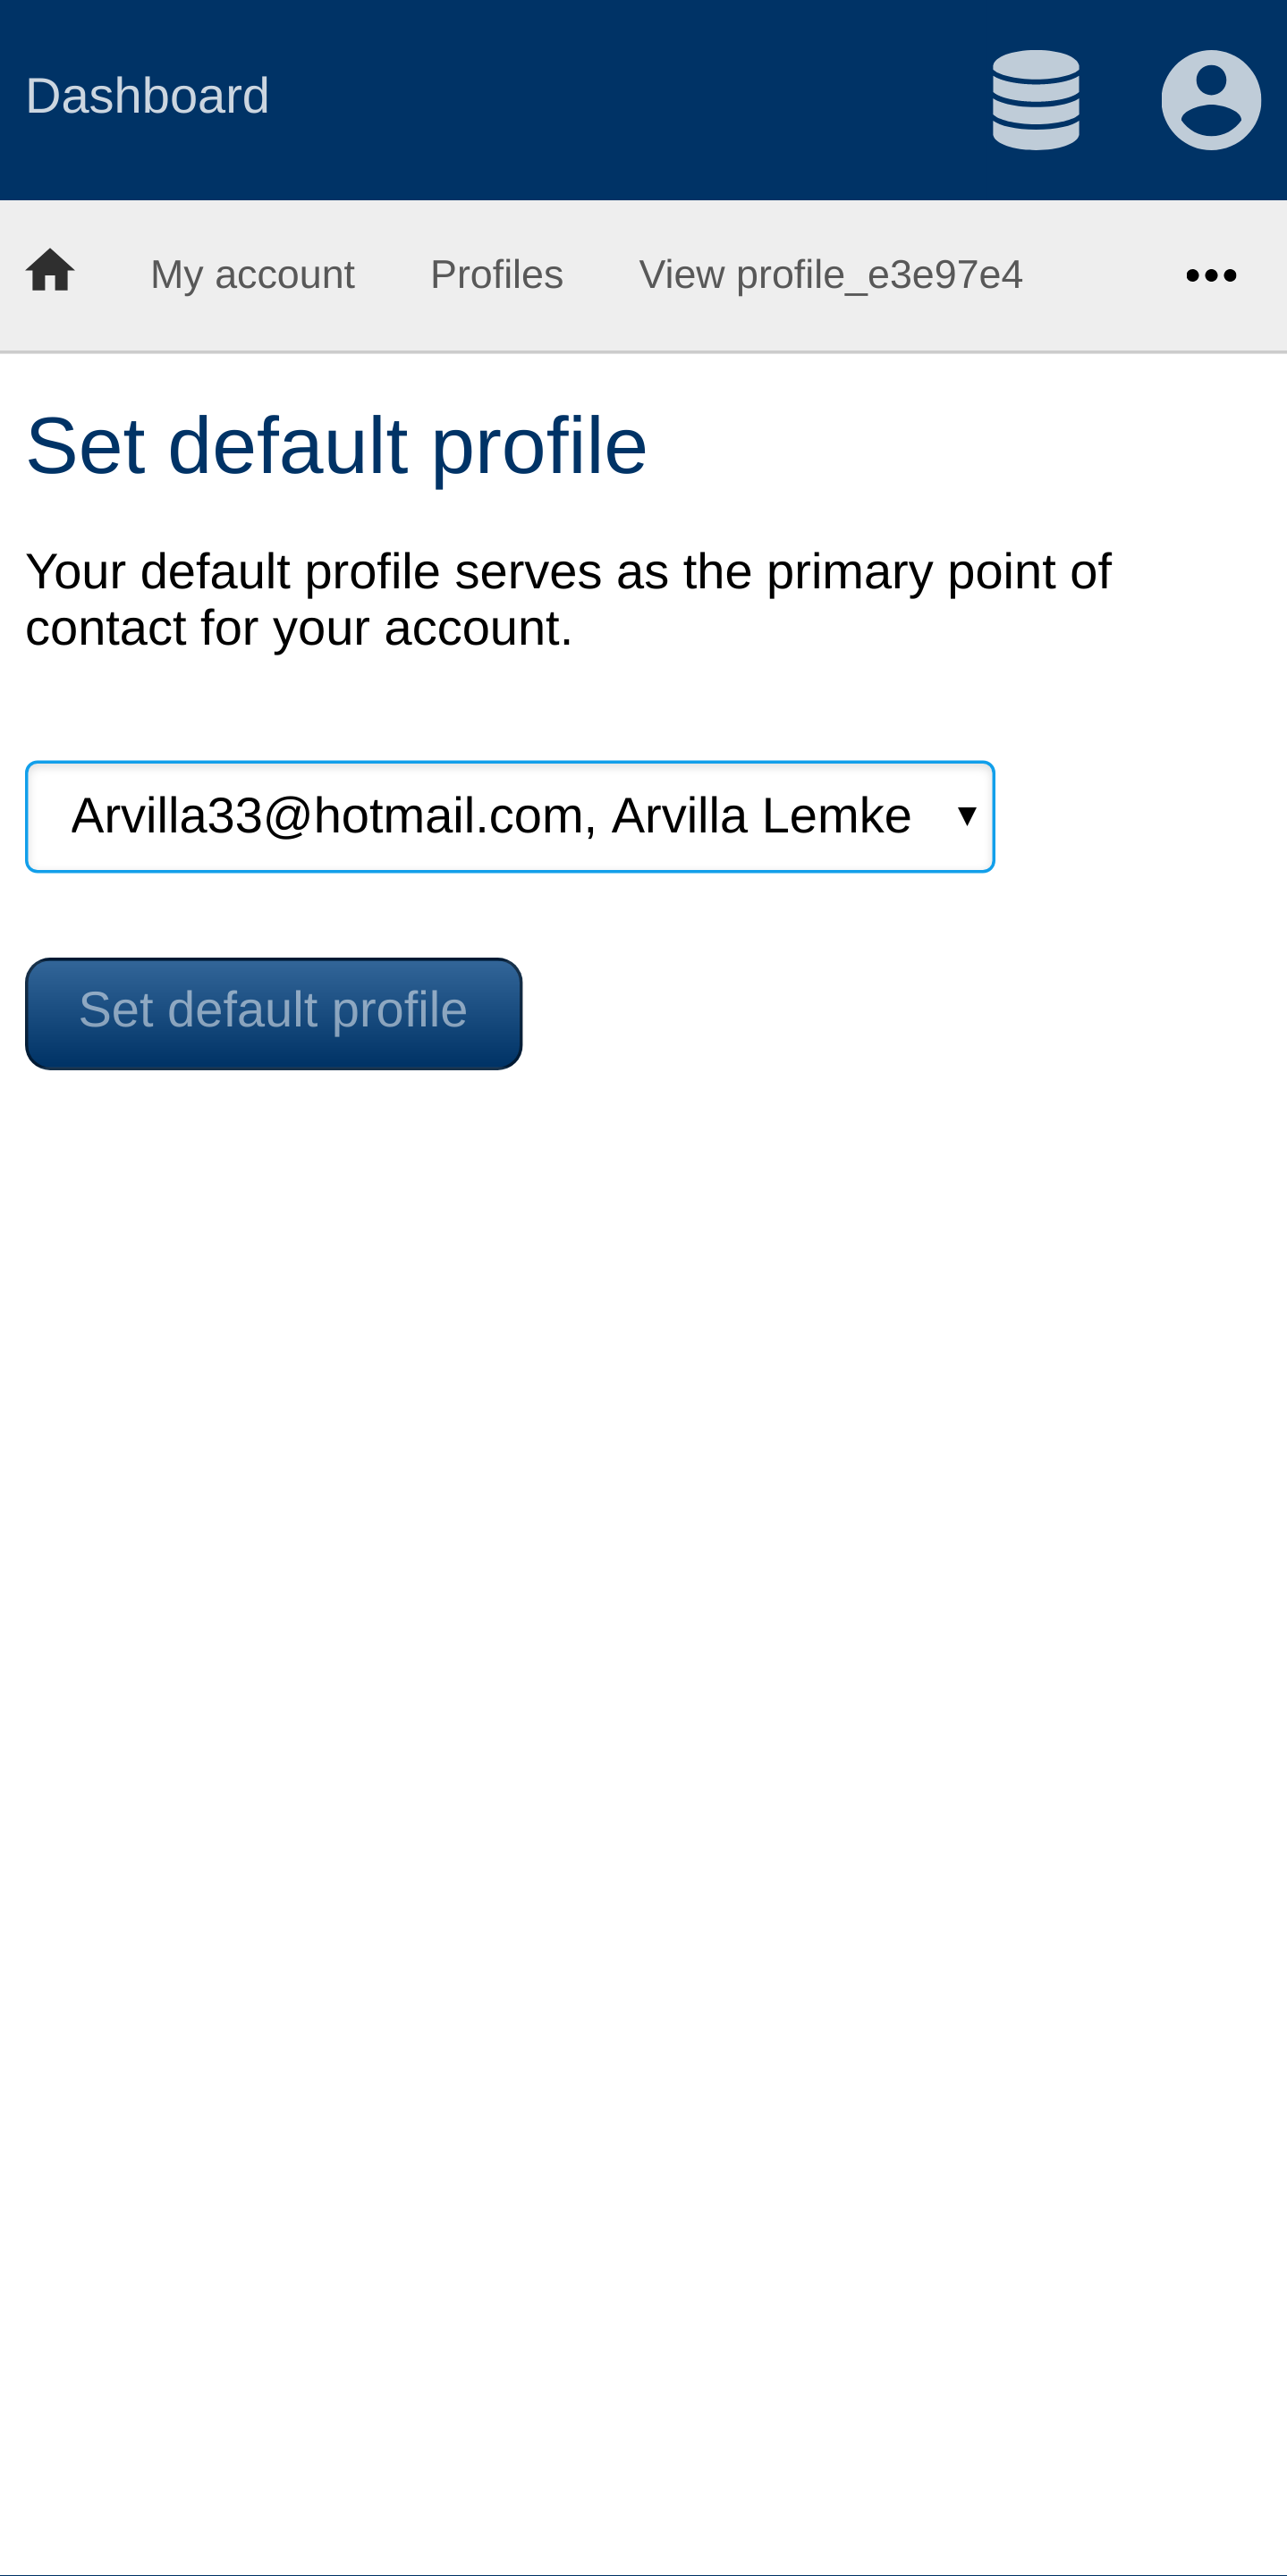 Dashboard
My account Profiles View profile_e3e97e4
Set default profile
Your default profile serves as the primary point of
contact for your account.
Arvilla33@hotmail.com, Arvilla Lemke
Set default profile